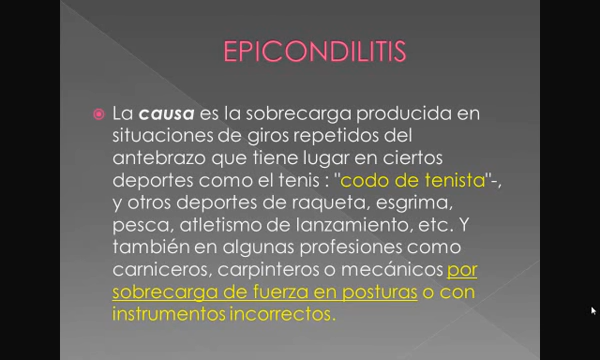 EPICONDILITIS
La causa es la sobrecarga producida en
situaciones de giros repetidos del
antebrazo que tiene lugar en ciertos
deportes como el tenis : "codo de tenista"-,
y otros deportes de raqueta, esgrima,
pesca, atletismo de lanzamiento, etc. Y
también en algunas profesiones como
carniceros, carpinteros o mecánicos por
sobrecarga de fuerza en posturas o con
instrumentos incorrectos.